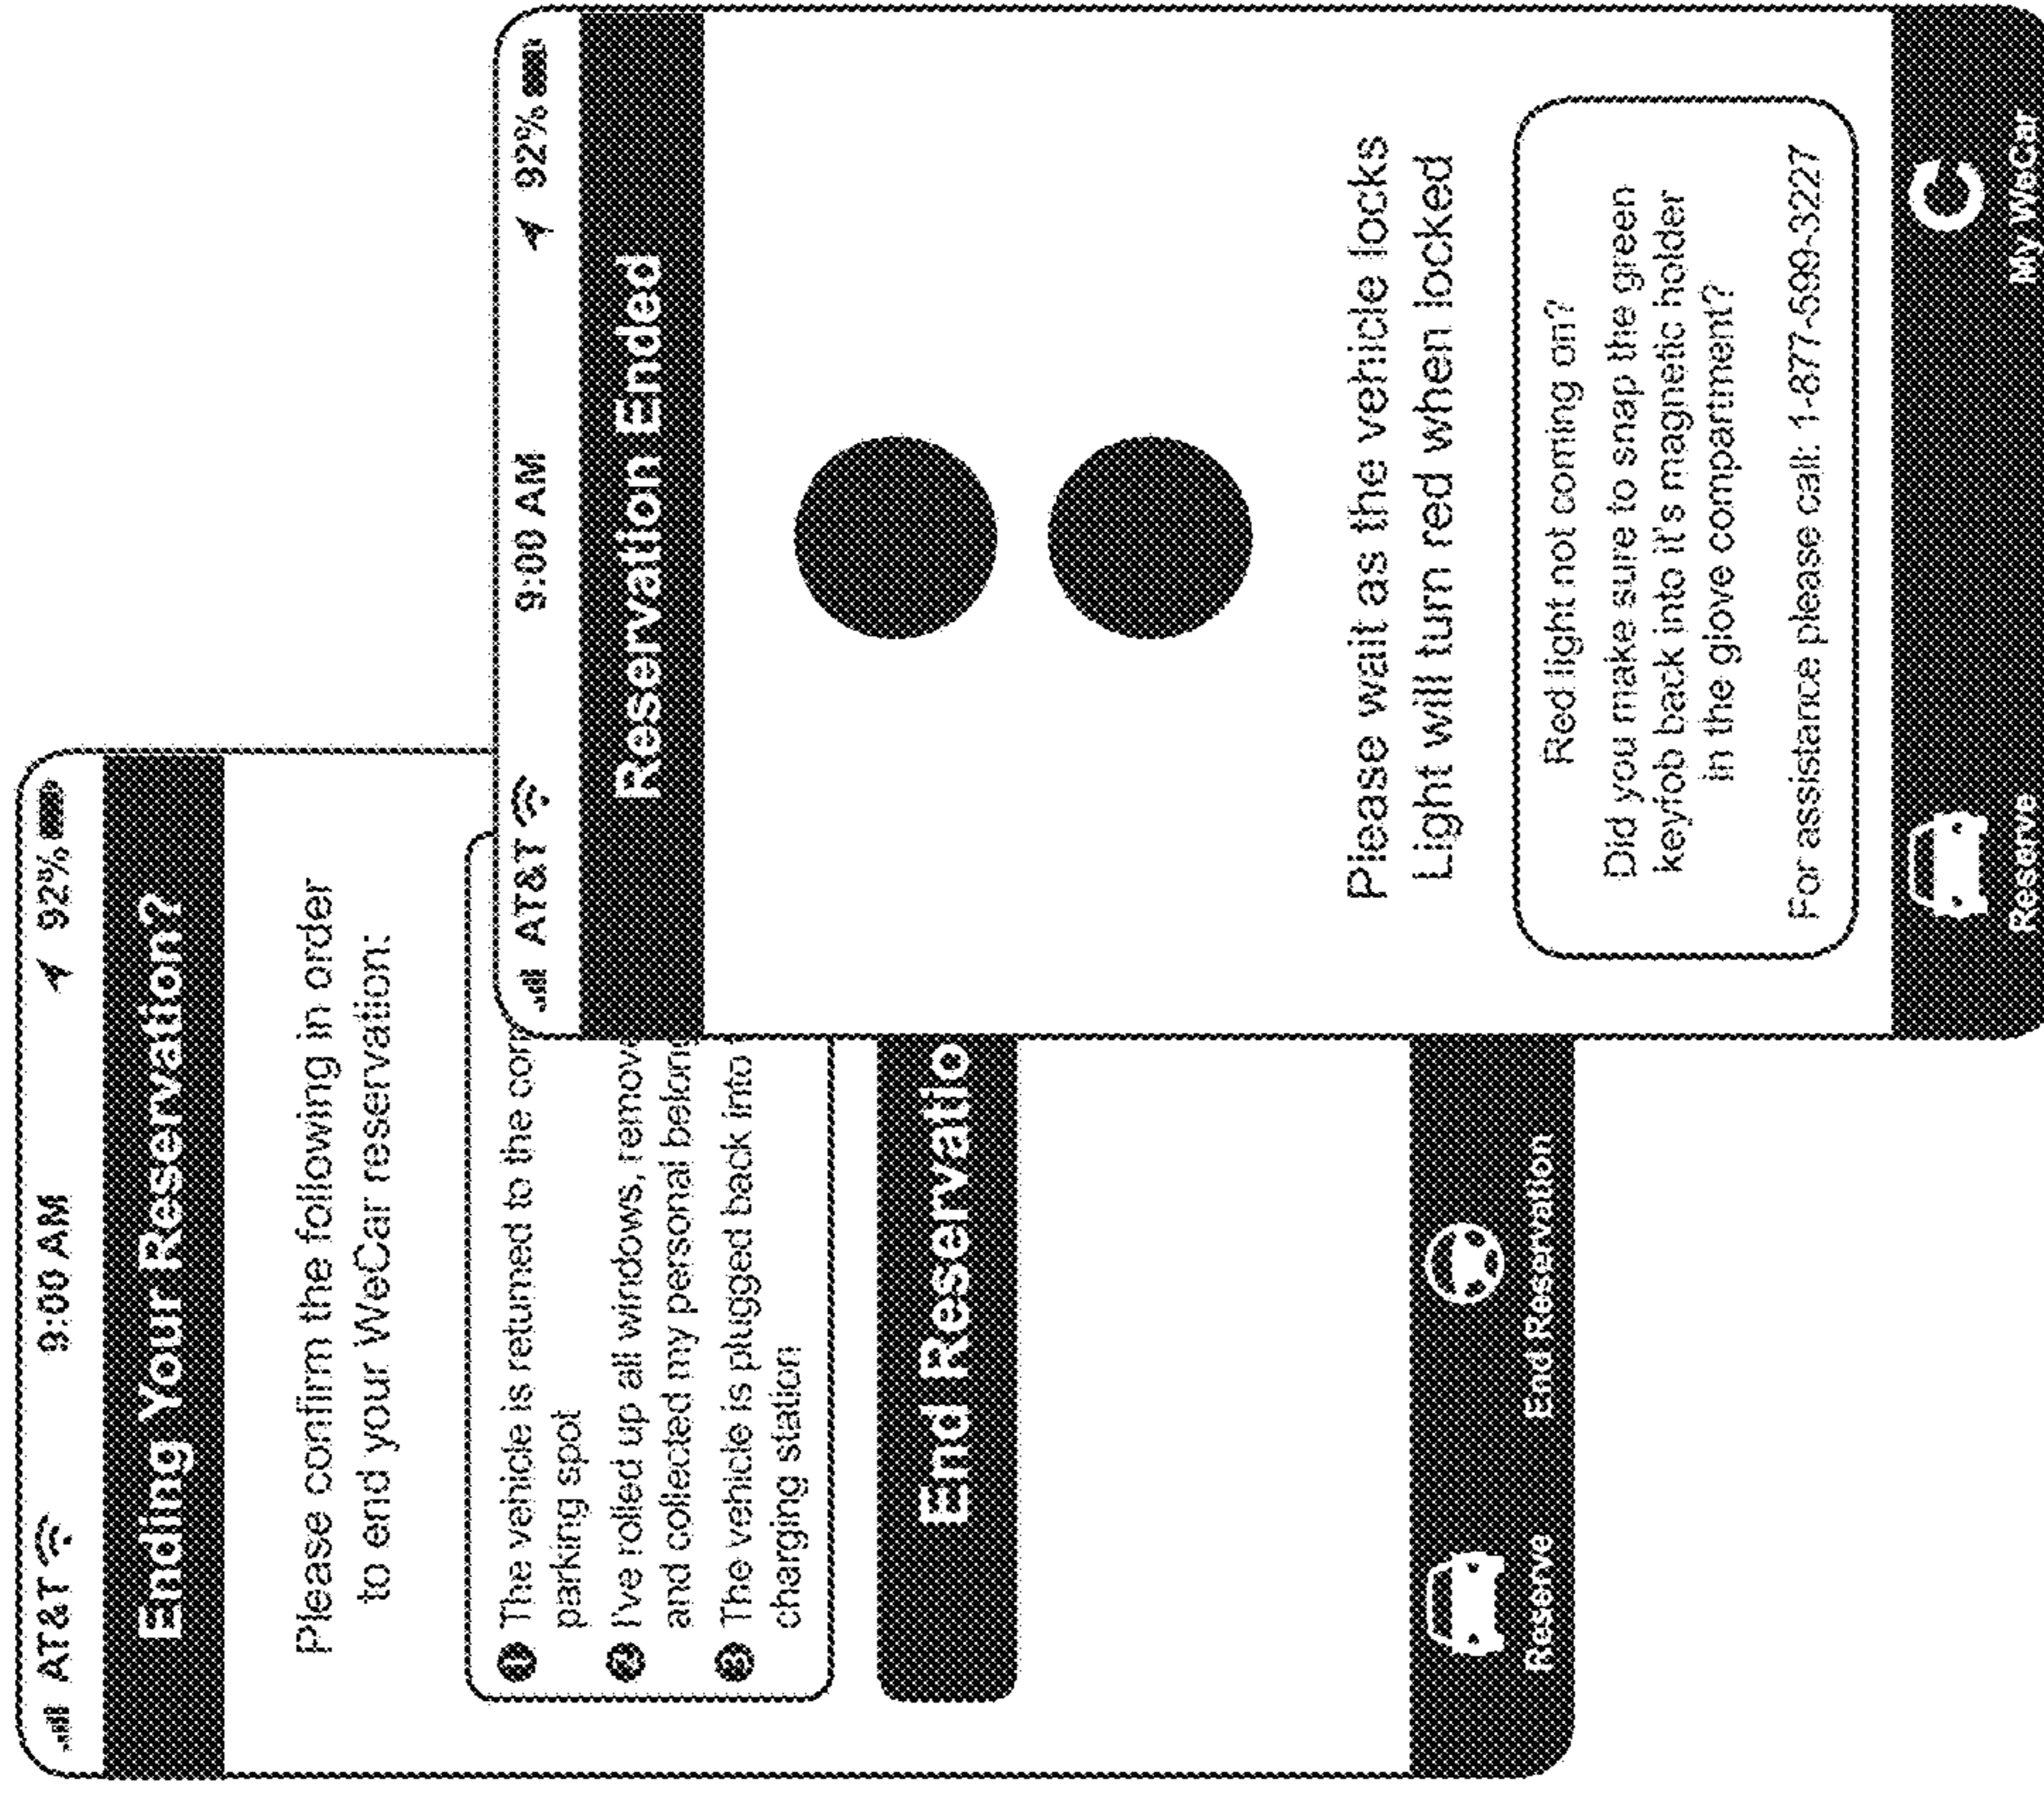 AT&T 9:00 AM 92%
Ending Your Reservation?
Please confirm the following in order
to end your WeCar reservation:
1 The vehicle is returned to the
parking spot
2 I've rolled up all windows,
and collected my personal
3 The vehicle is plugged back into
charging station
End
Reserve
End Reservation
AT&T 9:00 AM 92%
Reservation Ended
Please wait as the vehicle locks
Light will turn red when locked
Red light not coming on?
Did you make sure to snap the green
keyfob back into it's magnetic holder
in the glove compartment?
For assistance please call: 1-877-599-3227
Reserve
My WeCar